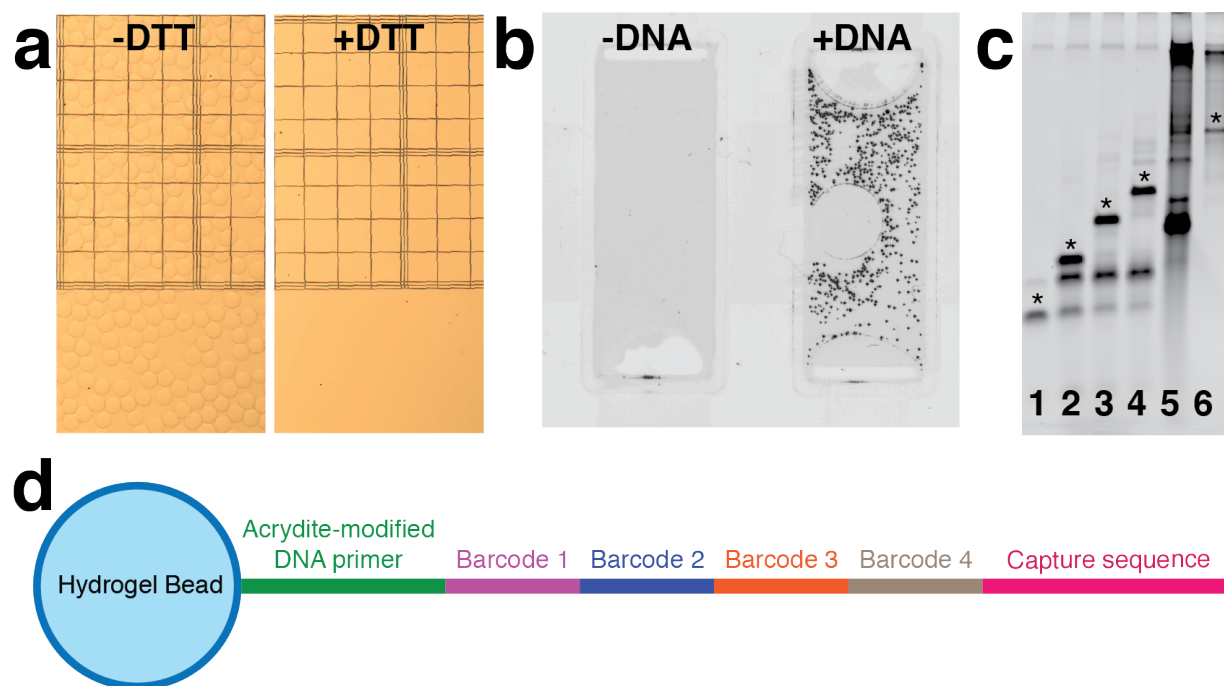 a
-DTT
+DTT
b
-DNA
+DNA
c
*
*
*
*
*
1 2 3 4 5 6
d
Hydrogel Bead
Acrydite-modified
DNA primer
Barcode 1
Barcode 2
Barcode 3
Barcode 4
Capture sequence